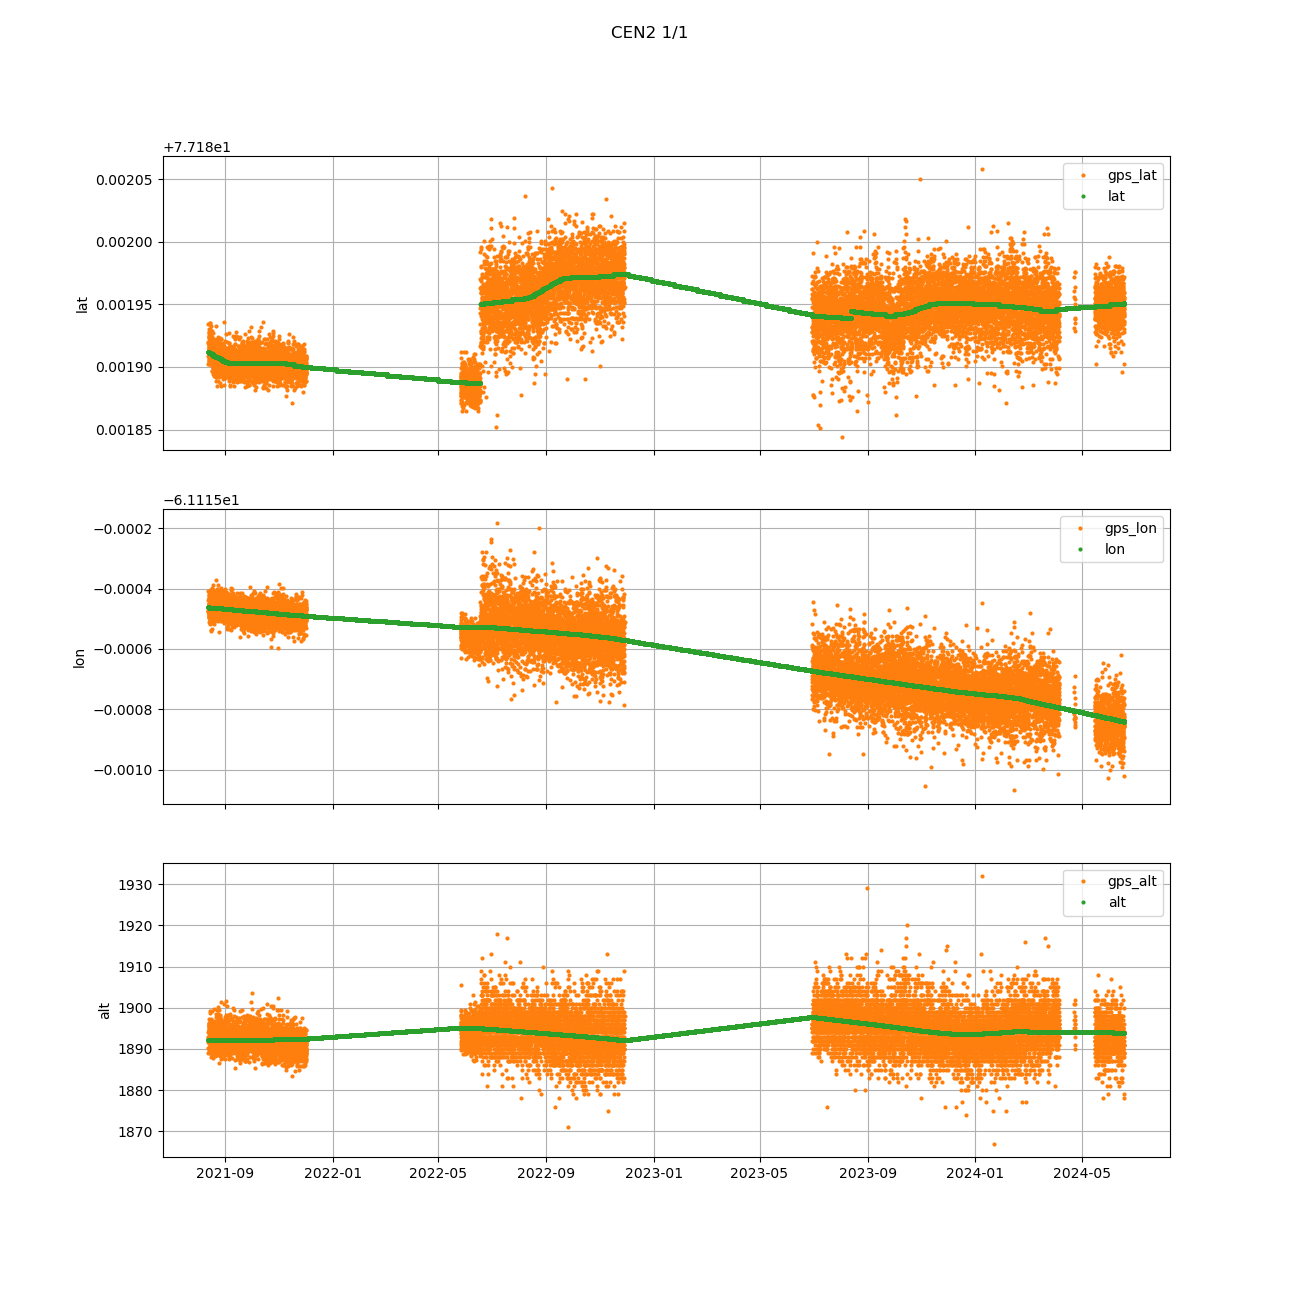 CEN2 1/1
+7.718e1
0.00205
0.00200
0.00195
0.00190
0.00185
lat
gps_lat
lat
−6.1115e1
−0.0002
−0.0004
−0.0006
−0.0008
−0.0010
lon
gps_lon
lon
1930
1920
1910
1900
1890
1880
1870
alt
gps_alt
alt
2021-09 2022-01 2022-05 2022-09 2023-01 2023-05 2023-09 2024-01 2024-05